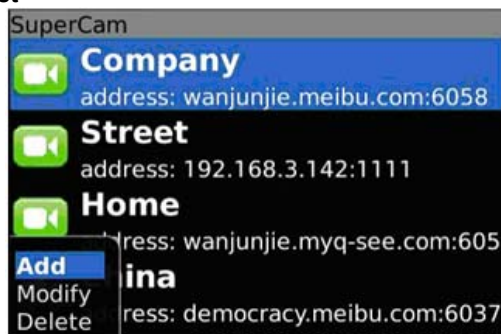 SuperCam
Company
address: wanjunjie.meibu.com:6058
Street
address: 192.168.3.142:1111
Home
ress: wanjunjie.myq-see.com:605
Add
ina
Modify
ress: democracy.meibu.com:6037
Delete